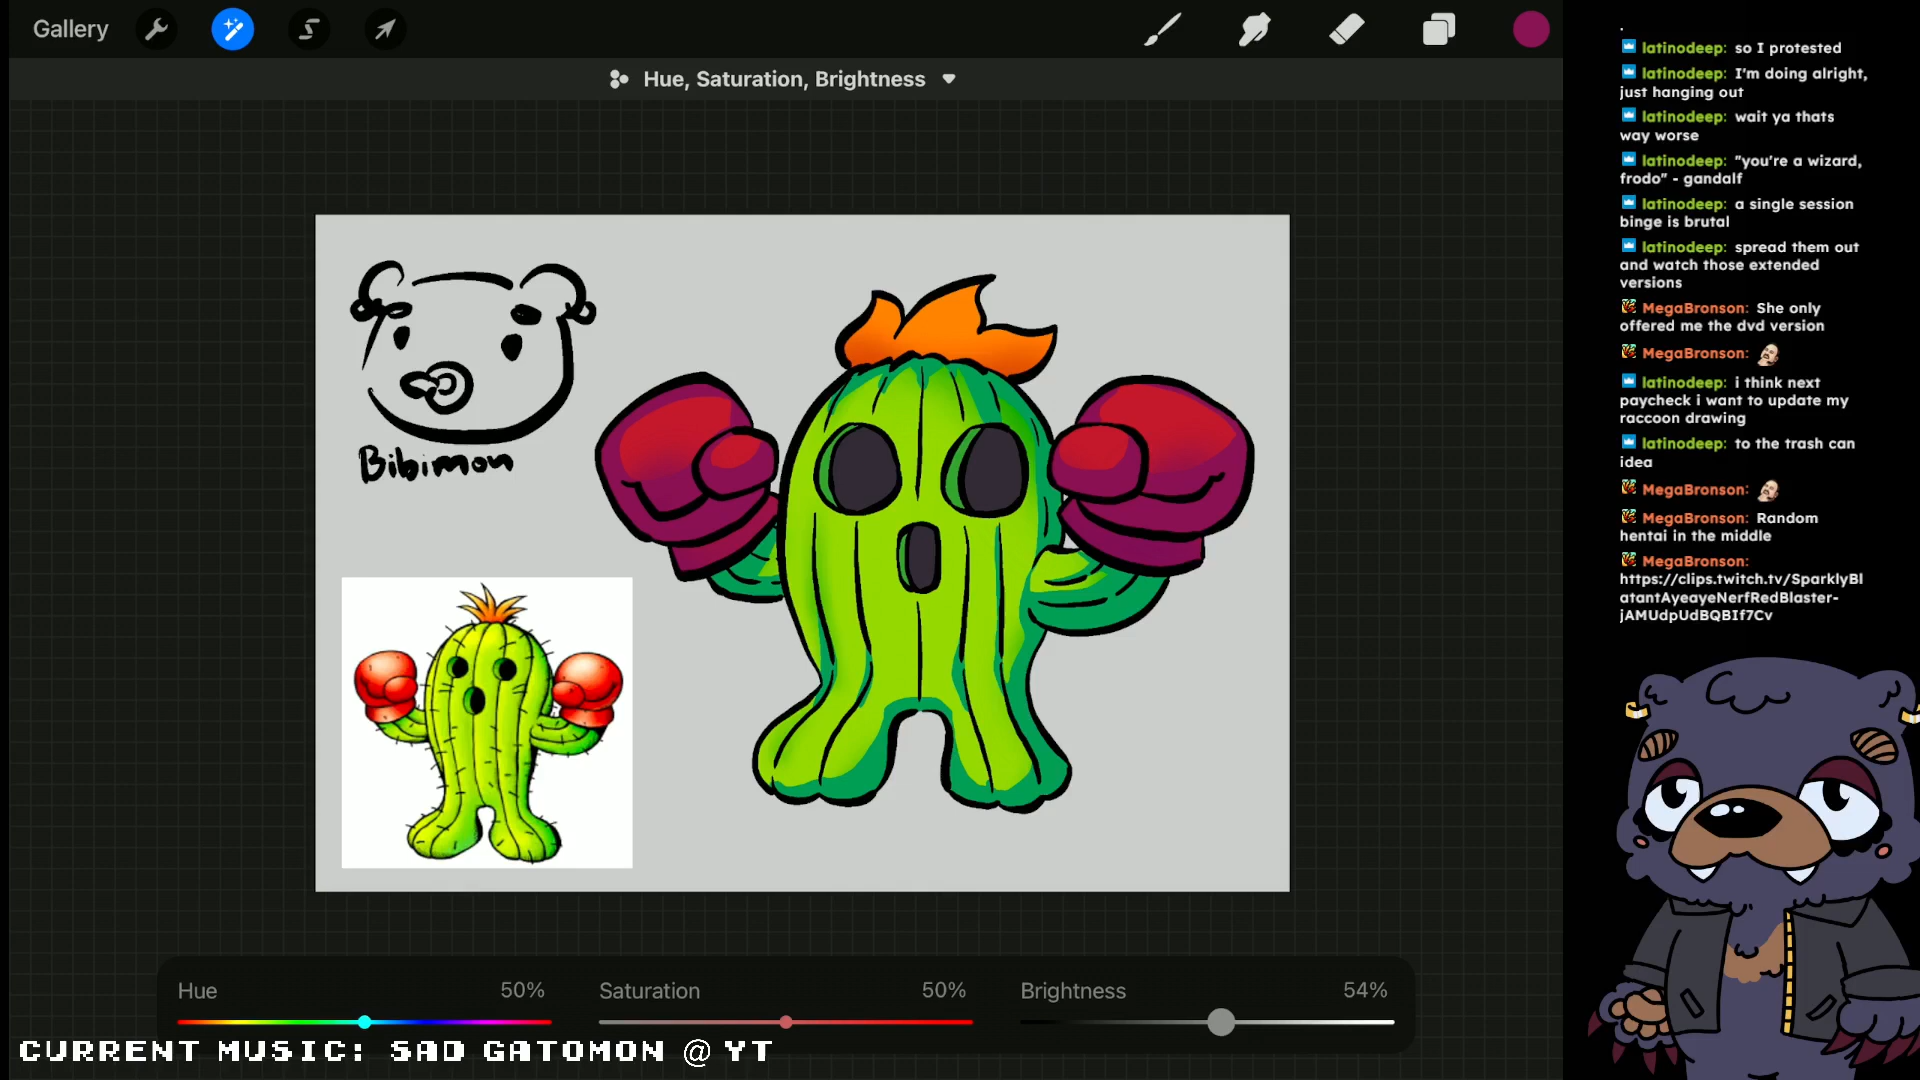 Gallery
Hue, Saturation, Brightness
Bibimon
Hue 50%
Saturation 50%
Brightness 54%
CURRENT MUSIC: SAD GATOMON @ YT
.
latinodeep: so I protested
latinodeep: I'm doing alright,
just hanging out
latinodeep: wait ya thats
way worse
latinodeep: "you're a wizard,
frodo" - gandalf
latinodeep: a single session
binge is brutal
latinodeep: spread them out
and watch those extended
versions
MegaBronson: She only
offered me the dvd version
MegaBronson:
latinodeep: i think next
paycheck i want to update my
raccoon drawing
latinodeep: to the trash can
idea
MegaBronson:
MegaBronson: Random
hentai in the middle
MegaBronson:
https://clips.twitch.tv/SparklyBl
atantAyeayeNerfRedBlaster-
jAMUdpUdBQBIf7Cv